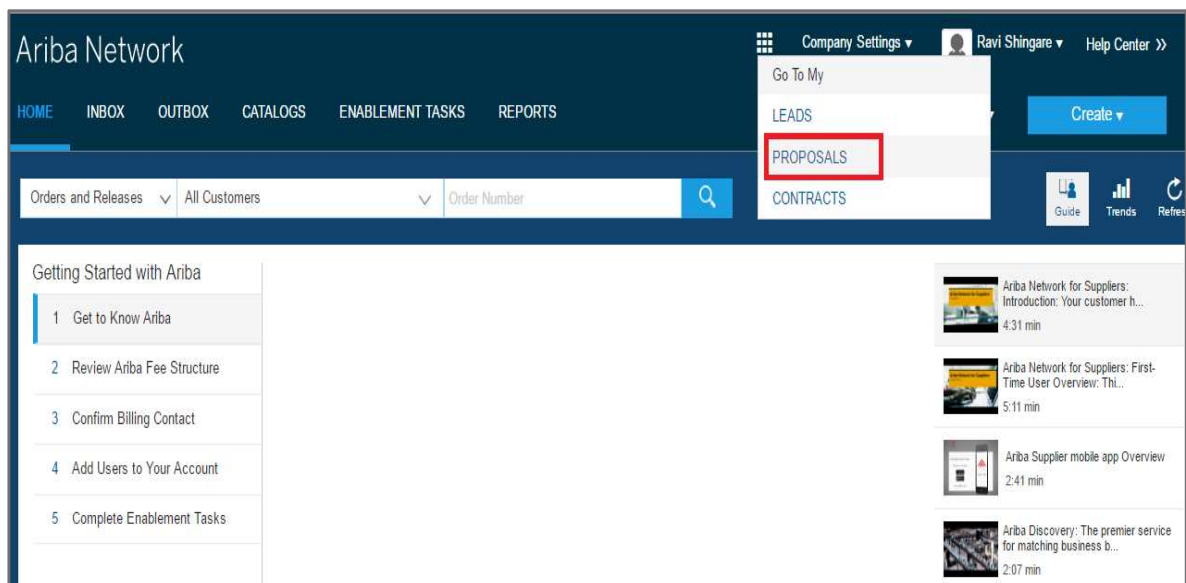 Ariba Network
Company Settings ▾
Ravi Shingare ▾
Help Center »
HOME
INBOX
OUTBOX
CATALOGS
ENABLEMENT TASKS
REPORTS
Go To My
LEADS
PROPOSALS
CONTRACTS
Create ▾
Orders and Releases
All Customers
Order Number
Guide
Trends
Refres
Getting Started with Ariba
1 Get to Know Ariba
2 Review Ariba Fee Structure
3 Confirm Billing Contact
4 Add Users to Your Account
5 Complete Enablement Tasks
Ariba Network for Suppliers:
Introduction: Your customer h...
4:31 min
Ariba Network for Suppliers: First-
Time User Overview: Thi...
5:11 min
Ariba Supplier mobile app Overview
2:41 min
Ariba Discovery: The premier service
for matching business b...
2:07 min